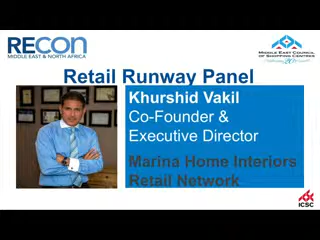 RECON
MIDDLE EAST & NORTH AFRICA
MIDDLE EAST COUNCIL
OF SHOPPING CENTRES
Retail Runway Panel
Khurshid Vakil
Co-Founder &
Executive Director
Marina Home Interiors
Retail Network
ICSC